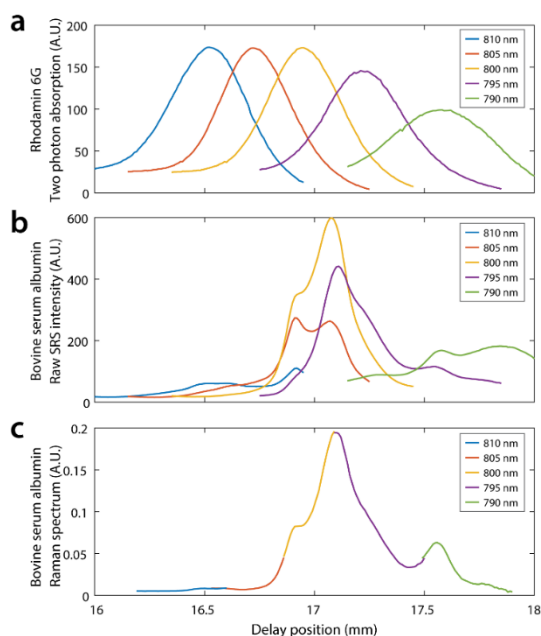 a
Rhodamin 6G
Two photon absorption (A.U.)
200
150
100
50
0
810 nm
805 nm
800 nm
795 nm
790 nm
b
Bovine serum albumin
Raw SRS intensity (A.U.)
600
400
200
0
810 nm
805 nm
800 nm
795 nm
790 nm
c
Bovine serum albumin
Raman spectrum (A.U.)
0.2
0.15
0.1
0.05
0
810 nm
805 nm
800 nm
795 nm
790 nm
16
16.5
17
17.5
18
Delay position (mm)